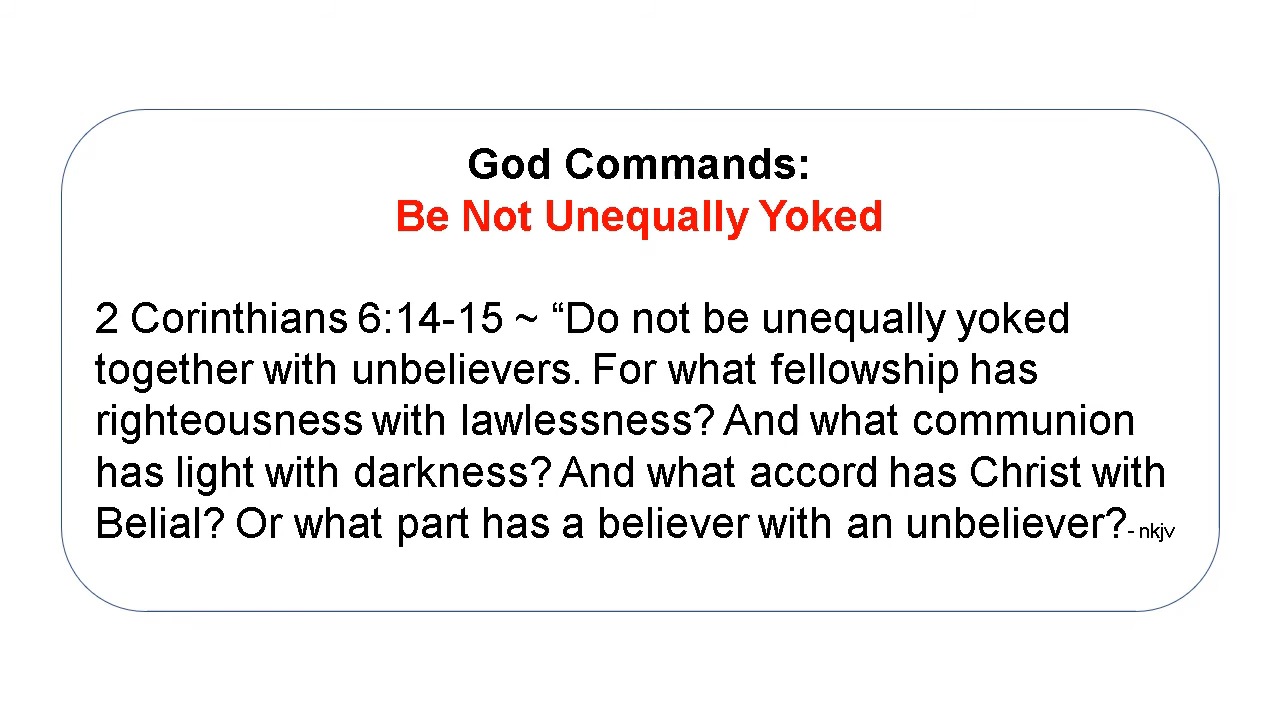 God Commands:
Be Not Unequally Yoked
2 Corinthians 6:14-15 ~ “Do not be unequally yoked
together with unbelievers. For what fellowship has
righteousness with lawlessness? And what communion
has light with darkness? And what accord has Christ with
Belial? Or what part has a believer with an unbeliever?- nkjv